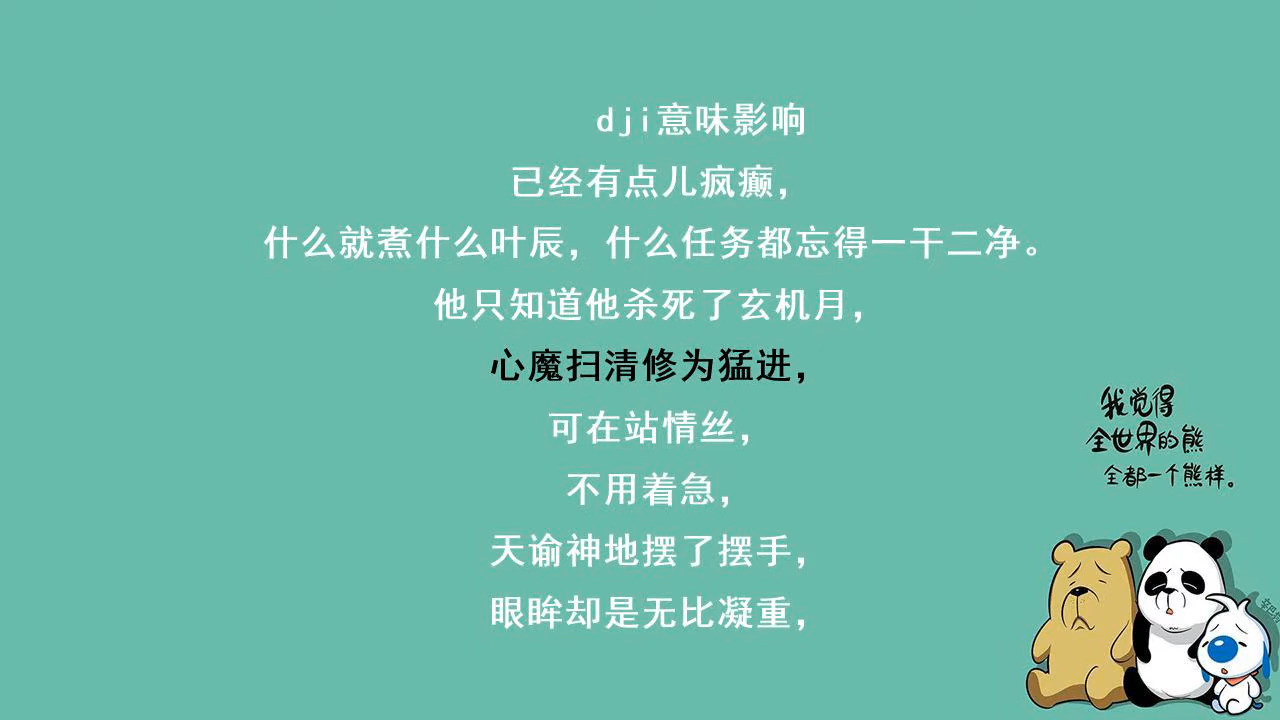 dji意味影响
已经有点儿疯癫，
什么就煮什么叶辰，什么任务都忘得一干二净。
他只知道他杀死了玄机月，
心魔扫清修为猛进，
可在站情丝，
不用着急，
天谕神地摆了摆手，
眼眸却是无比凝重，
我觉得
全世界的熊
全都一个熊样。